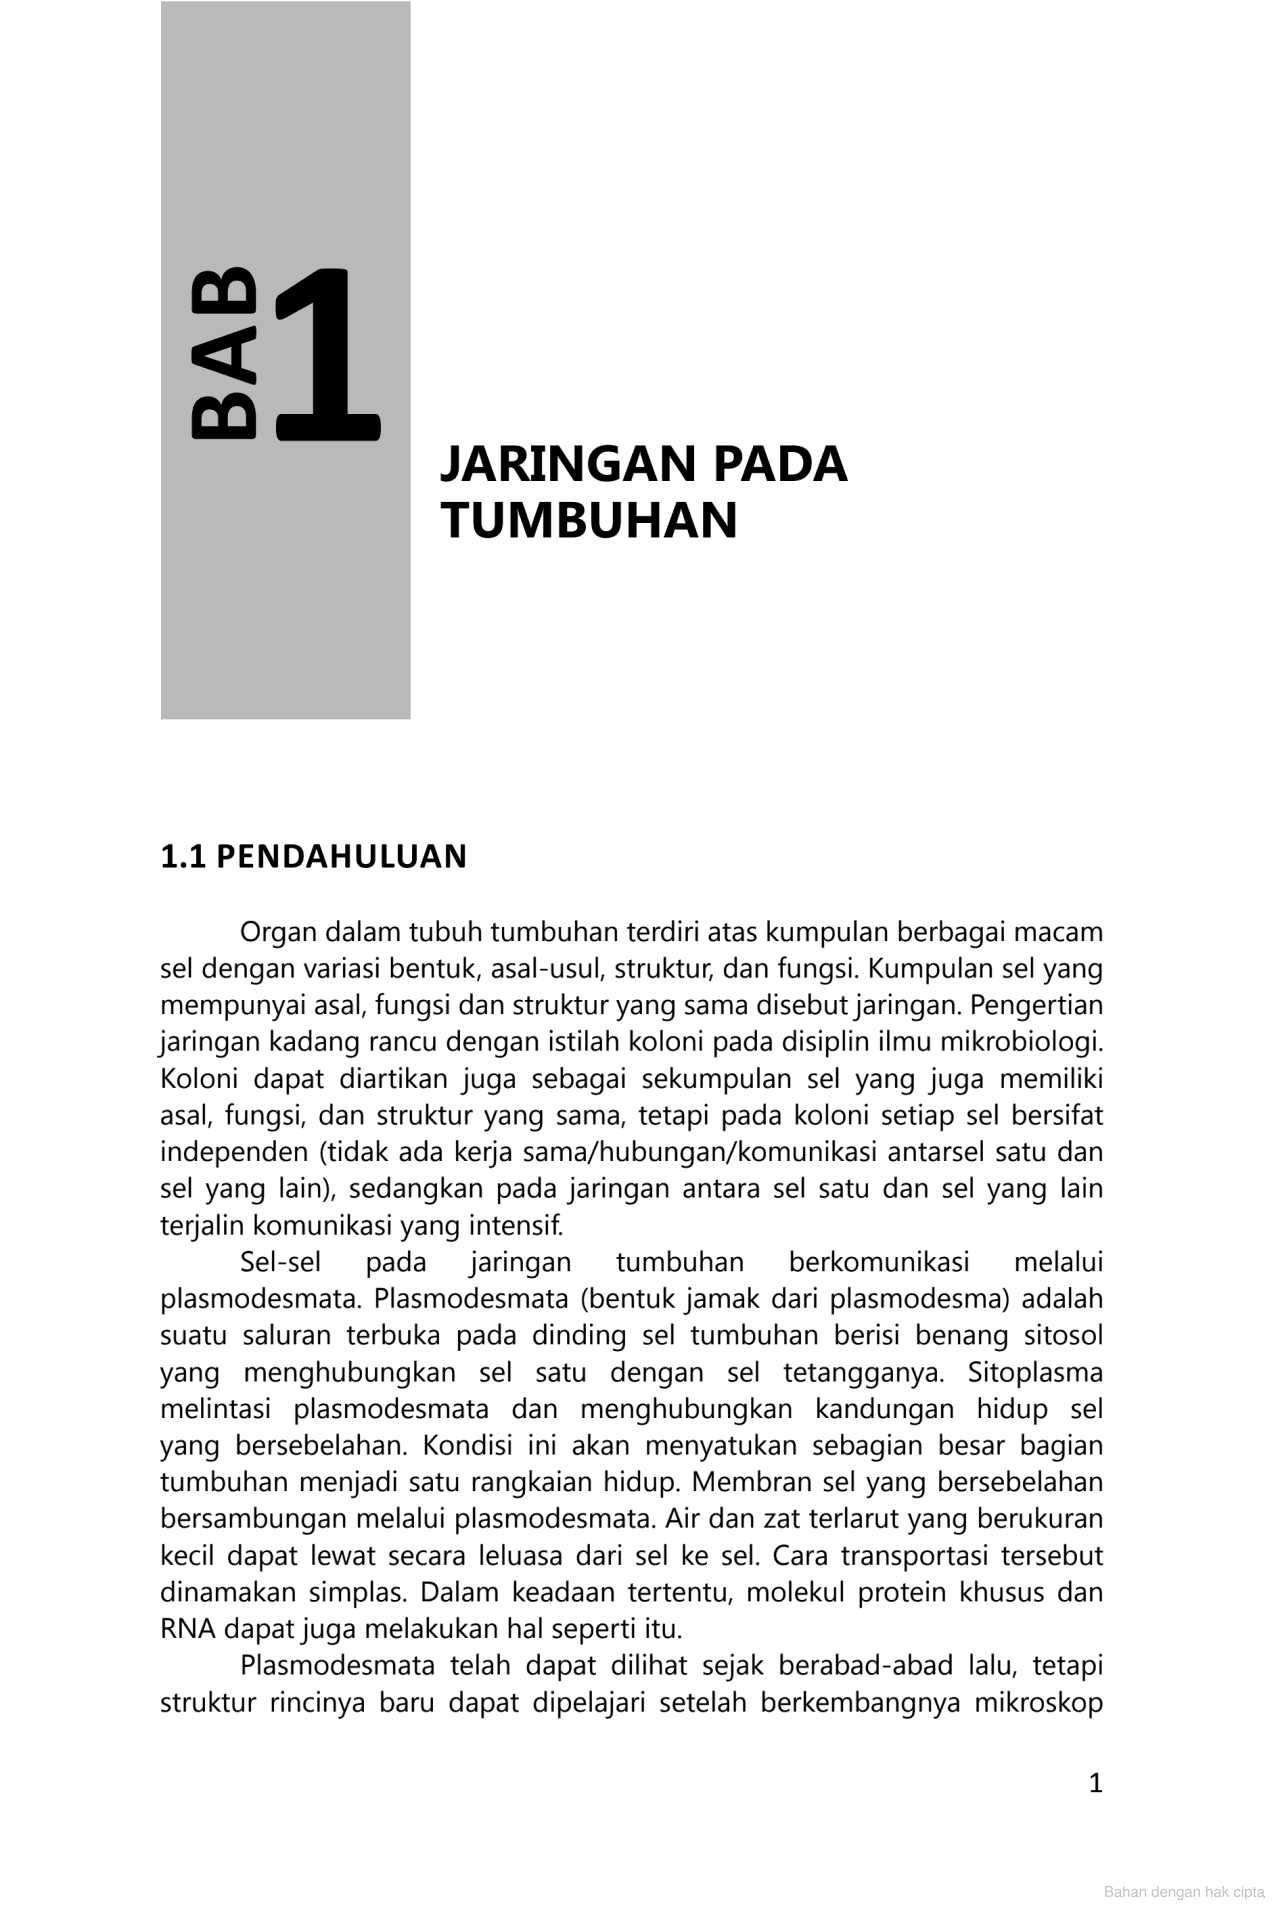 BAB 1
JARINGAN PADA
TUMBUHAN
1.1 PENDAHULUAN
Organ dalam tubuh tumbuhan terdiri atas kumpulan berbagai macam
sel dengan variasi bentuk, asal-usul, struktur, dan fungsi. Kumpulan sel yang
mempunyai asal, fungsi dan struktur yang sama disebut jaringan. Pengertian
jaringan kadang rancu dengan istilah koloni pada disiplin ilmu mikrobiologi.
Koloni dapat diartikan juga sebagai sekumpulan sel yang juga memiliki
asal, fungsi, dan struktur yang sama, tetapi pada koloni setiap sel bersifat
independen (tidak ada kerja sama/hubungan/komunikasi antarsel satu dan
sel yang lain), sedangkan pada jaringan antara sel satu dan sel yang lain
terjalin komunikasi yang intensif.
Sel-sel pada jaringan tumbuhan berkomunikasi melalui
plasmodesmata. Plasmodesmata (bentuk jamak dari plasmodesma) adalah
suatu saluran terbuka pada dinding sel tumbuhan berisi benang sitosol
yang menghubungkan sel satu dengan sel tetangganya. Sitoplasma
melintasi plasmodesmata dan menghubungkan kandungan hidup sel
yang bersebelahan. Kondisi ini akan menyatukan sebagian besar bagian
tumbuhan menjadi satu rangkaian hidup. Membran sel yang bersebelahan
bersambungan melalui plasmodesmata. Air dan zat terlarut yang berukuran
kecil dapat lewat secara leluasa dari sel ke sel. Cara transportasi tersebut
dinamakan simplas. Dalam keadaan tertentu, molekul protein khusus dan
RNA dapat juga melakukan hal seperti itu.
Plasmodesmata telah dapat dilihat sejak berabad-abad lalu, tetapi
struktur rincinya baru dapat dipelajari setelah berkembangnya mikroskop
1
Bahan dengan hak cipta